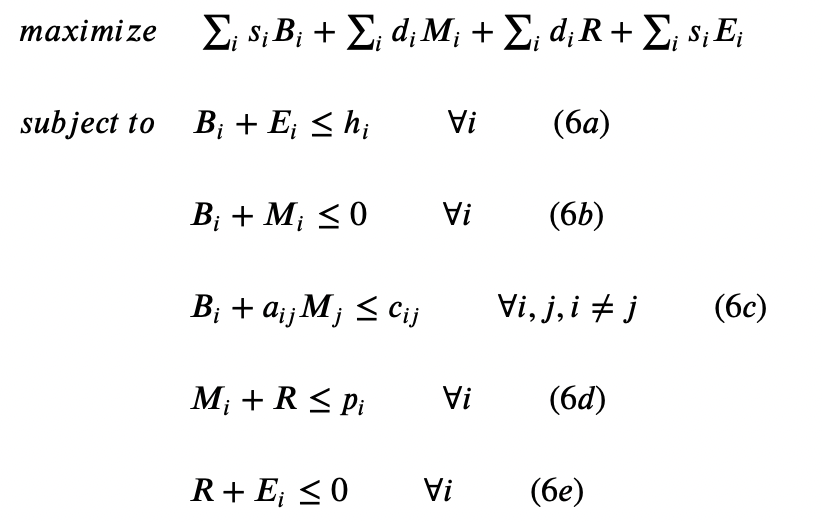 maximize ∑ᵢ sᵢBᵢ + ∑ᵢ dᵢMᵢ + ∑ᵢ dᵢR + ∑ᵢ sᵢEᵢ
subject to Bᵢ + Eᵢ ≤ hᵢ ∀i (6a)
Bᵢ + Mᵢ ≤ 0 ∀i (6b)
Bᵢ + aᵢⱼMⱼ ≤ cᵢⱼ ∀i, j, i ≠ j (6c)
Mᵢ + R ≤ pᵢ ∀i (6d)
R + Eᵢ ≤ 0 ∀i (6e)